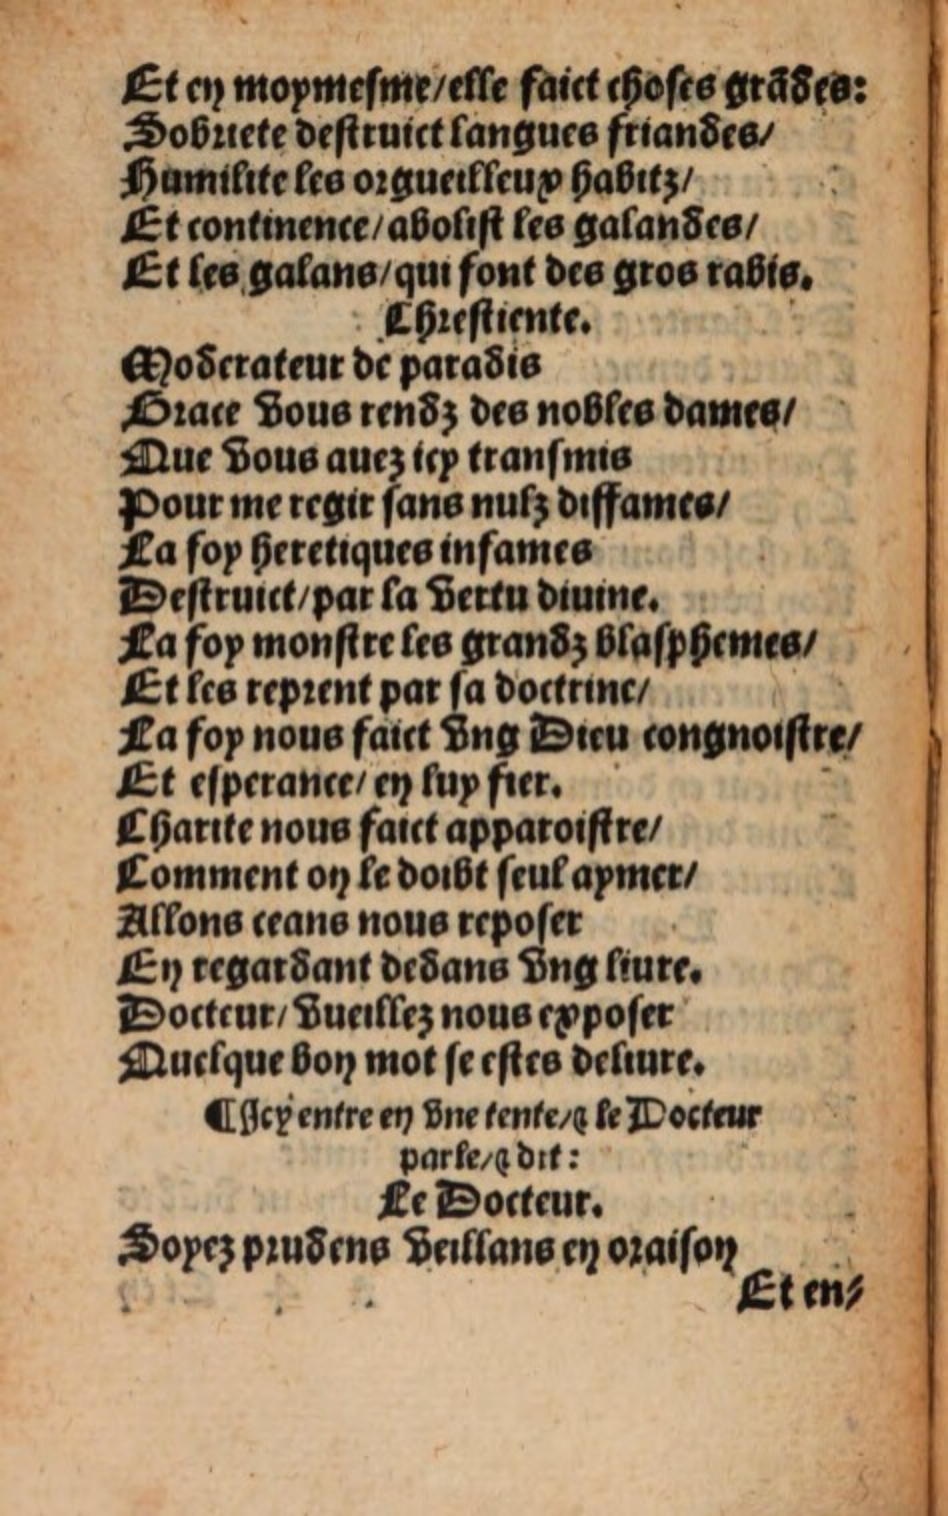 Et en moymesme/elle faict choses grãdes:
Sobriete destruict langues friandes/
Humilite les orgueilleux habitz/
Et continence/abolist les galandes/
Et les galans/qui font des gros rabis.
Chrestiente.
Moderateur de paradis
Grace vous rendz des nobles dames/
Que vous auez icy transmis
Pour me regir sans nulz diffames/
La foy heretiques infames
Destruict/par sa vertu diuine.
La foy monstre les grandz blasphemes/
Et les reprent par sa doctrine/
La foy nous faict vng Dieu congnoistre/
Et esperance/en luy fier.
Charite nous faict apparoistre/
Comment on le doibt seul aymer/
Allons ceans nous reposer
En regardant dedans vng liure.
Docteur/vueillez nous exposer
Quelque bon mot se estes deliure.
¶Icy entre en vne tente/⁊ le Docteur
parle/⁊ dit:
Le Docteur.
Soyez prudens veillans en oraison
Et en⸗